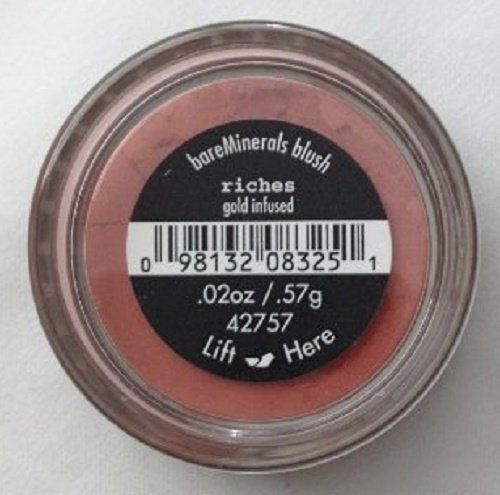 bareMinerals blush
riches
gold infused
0 98132 08325 1
.02oz / .57g
42757
Lift Here